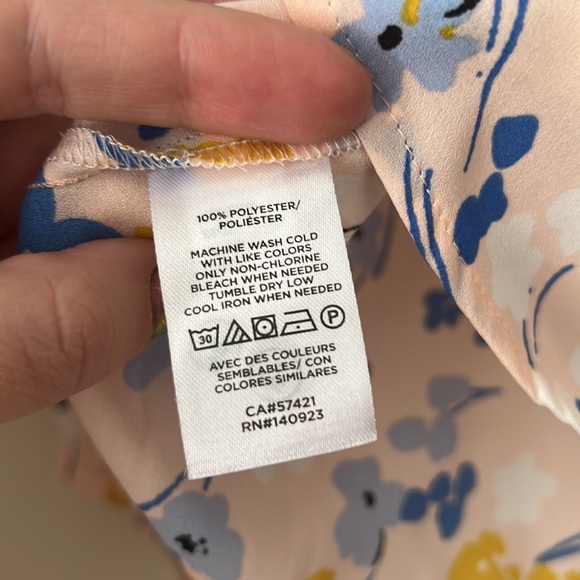 100% POLYESTER/
POLIÉSTER
MACHINE WASH COLD
WITH LIKE COLORS
ONLY NON-CHLORINE
BLEACH WHEN NEEDED
TUMBLE DRY LOW
COOL IRON WHEN NEEDED
30 P
AVEC DES COULEURS
SEMBLABLES/ CON
COLORES SIMILARES
CA#57421
RN#140923